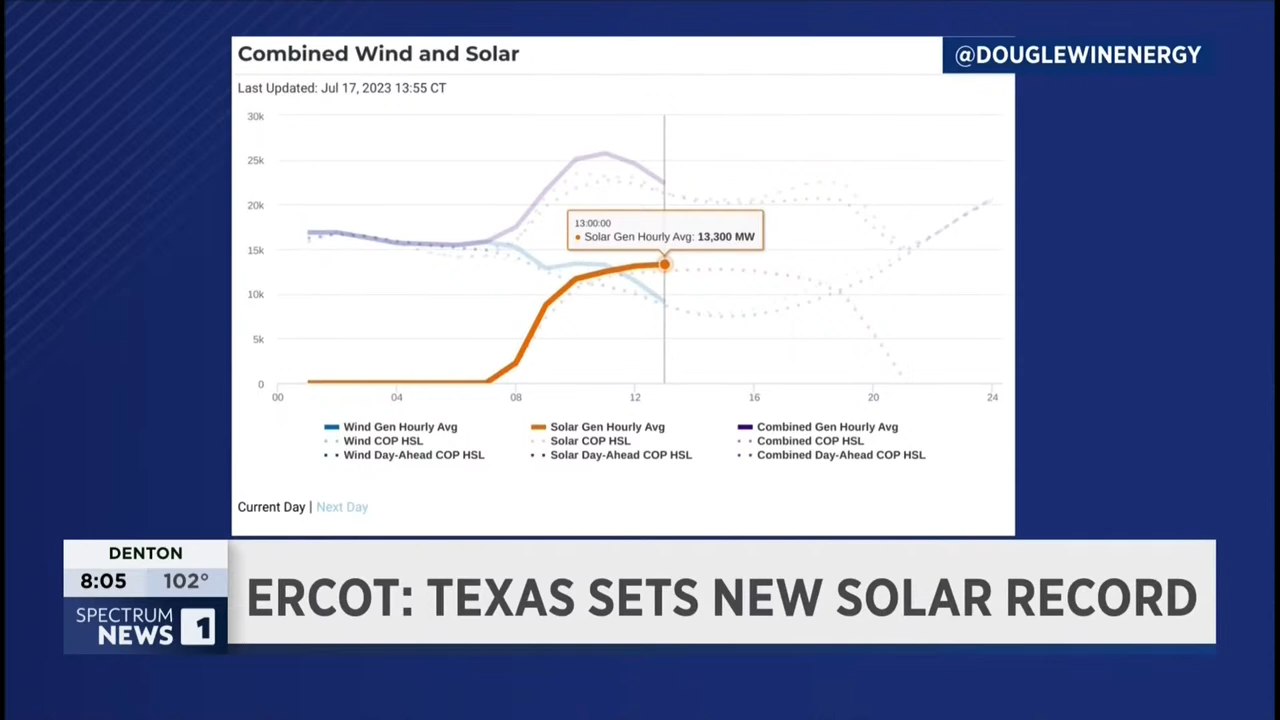 Combined Wind and Solar
@DOUGLEWINENERGY
Last Updated: Jul 17, 2023 13:55 CT
30k
25k
20k
15k
10k
5k
0
13:00:00
Solar Gen Hourly Avg: 13,300 MW
00 04 08 12 16 20 24
Wind Gen Hourly Avg Solar Gen Hourly Avg Combined Gen Hourly Avg
Wind COP HSL Solar COP HSL Combined COP HSL
Wind Day-Ahead COP HSL Solar Day-Ahead COP HSL Combined Day-Ahead COP HSL
Current Day | Next Day
DENTON
8:05 102°
SPECTRUM
NEWS 1
ERCOT: TEXAS SETS NEW SOLAR RECORD